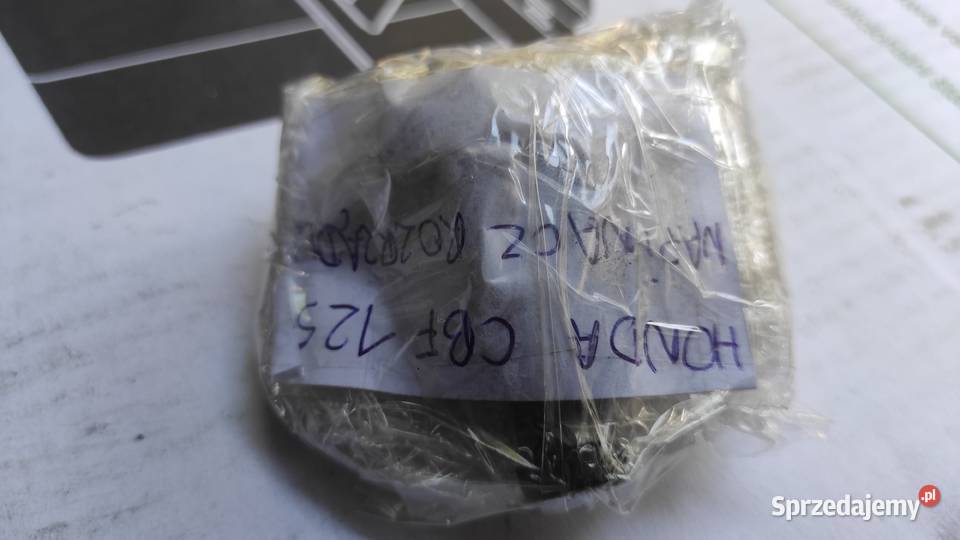 HONDA CBF 125
NAPINACZ ROZRZĄDU
Sprzedajemy.pl